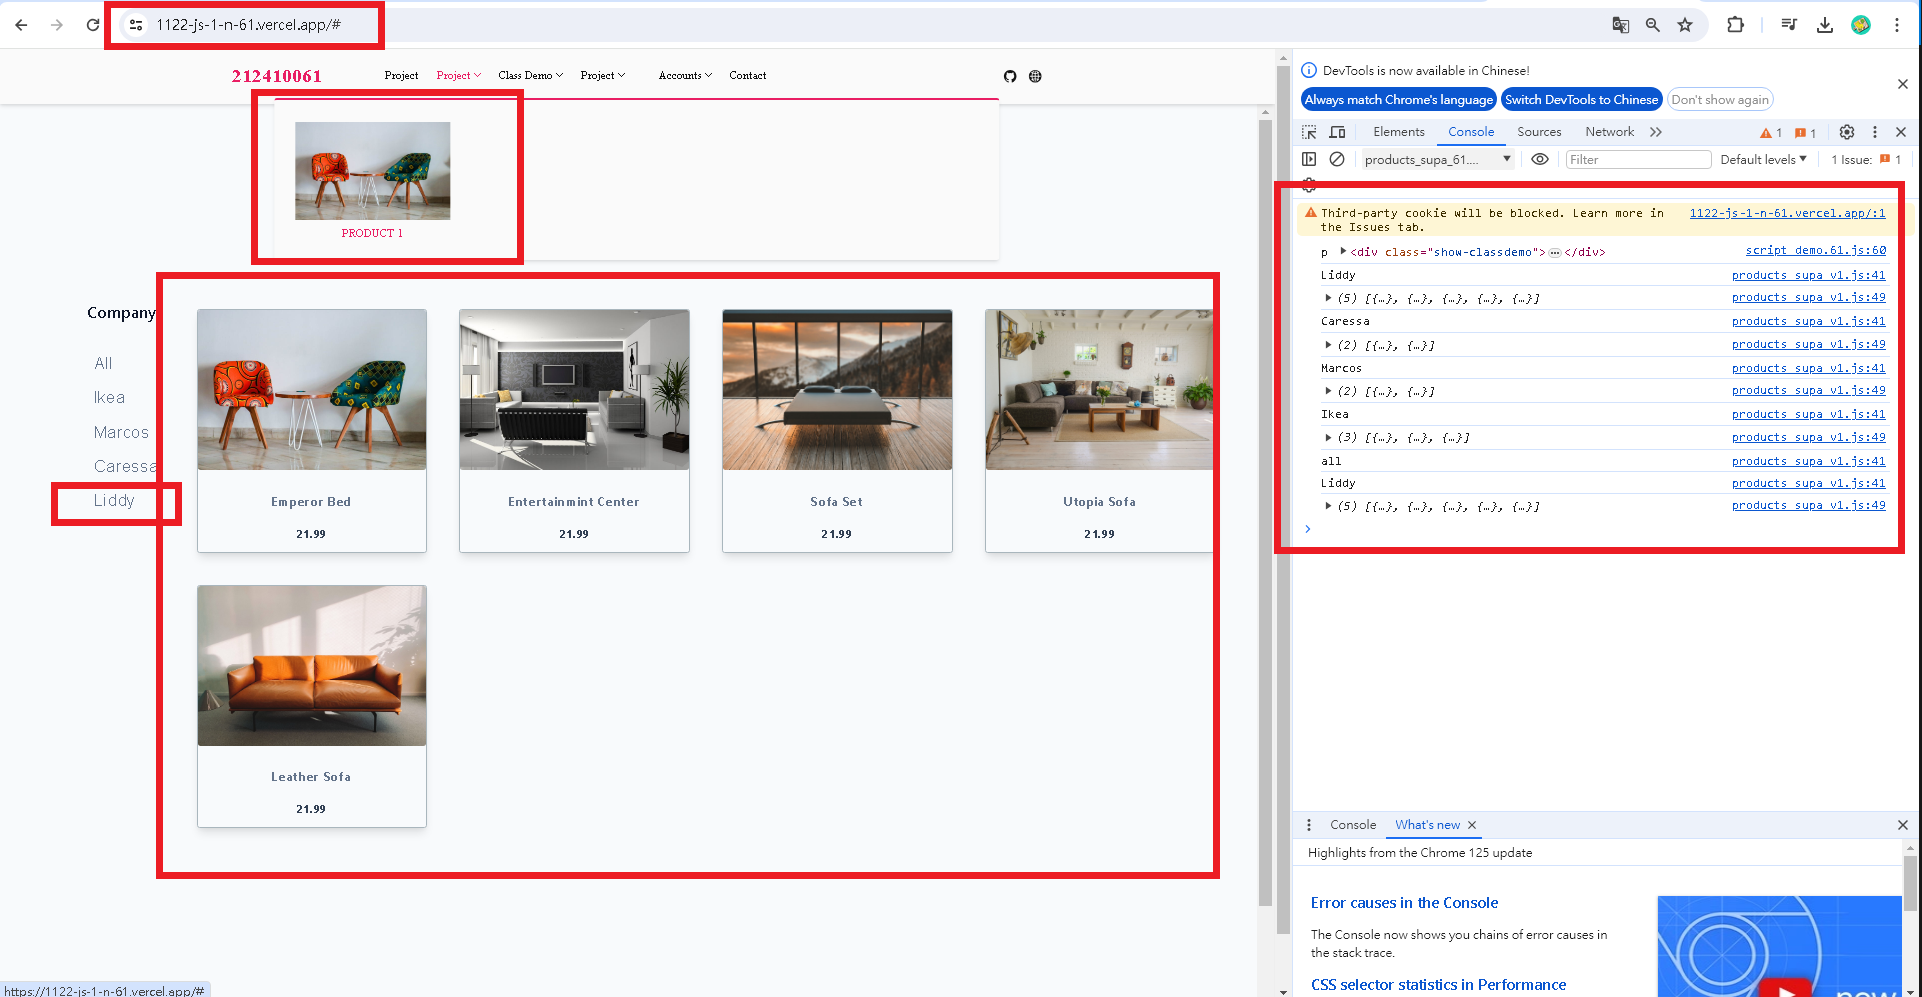 1122-js-1-n-61.vercel.app/#
212410061
Project
Project
Class Demo
Project
Accounts
Contact
PRODUCT 1
Company
All
Ikea
Marcos
Caressa
Liddy
Emperor Bed
21.99
Entertainmint Center
21.99
Sofa Set
21.99
Utopia Sofa
21.99
Leather Sofa
21.99
https://1122-js-1-n-61.vercel.app/#
DevTools is now available in Chinese!
Always match Chrome's language
Switch DevTools to Chinese
Don't show again
Elements
Console
Sources
Network
1
1
products_supa_61....
Filter
Default levels
1 Issue:
1
Third-party cookie will be blocked. Learn more in 1122-js-1-n-61.vercel.app/:1
the Issues tab.
p <div class="show-classdemo">…</div> script_demo.61.js:60
Liddy products_supa_v1.js:41
(5) [{…}, {…}, {…}, {…}, {…}] products_supa_v1.js:49
Caressa products_supa_v1.js:41
(2) [{…}, {…}] products_supa_v1.js:49
Marcos products_supa_v1.js:41
(2) [{…}, {…}] products_supa_v1.js:49
Ikea products_supa_v1.js:41
(3) [{…}, {…}, {…}] products_supa_v1.js:49
all products_supa_v1.js:41
Liddy products_supa_v1.js:41
(5) [{…}, {…}, {…}, {…}, {…}] products_supa_v1.js:49
Console
What's new
Highlights from the Chrome 125 update
Error causes in the Console
The Console now shows you chains of error causes in
the stack trace.
CSS selector statistics in Performance
new